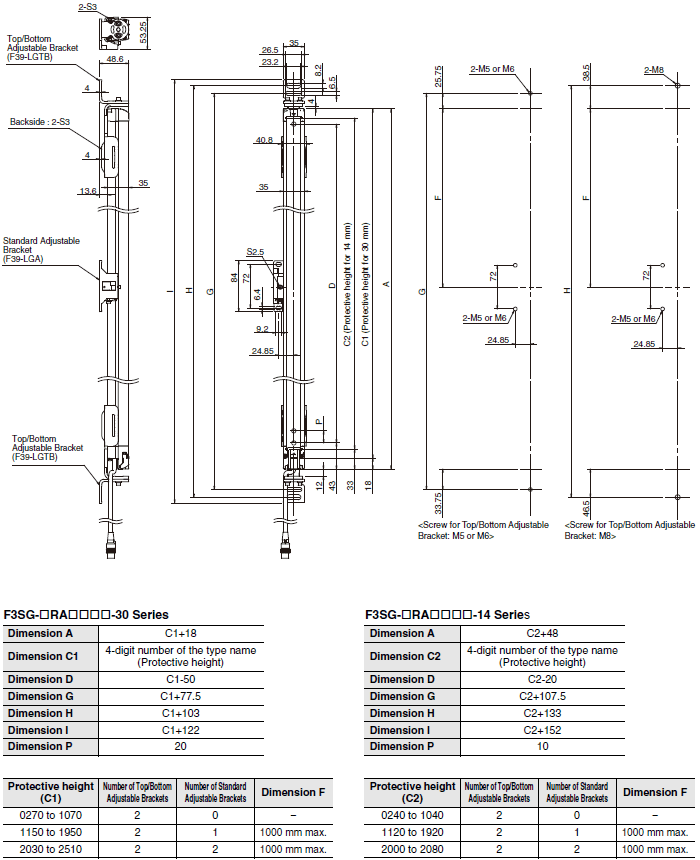 2-S3
53.25
Top/Bottom
Adjustable Bracket
(F39-LGTB)
48.6
4
Backside : 2-S3
4
35
13.6
Standard Adjustable
Bracket
(F39-LGA)
Top/Bottom
Adjustable Bracket
(F39-LGTB)
35
26.5
23.2
8.2
6.5
4
40.8
35
S2.5
84
72
6.4
9.2
24.85
I
H
G
D
C2 (Protective height for 14 mm)
C1 (Protective height for 30 mm)
A
P
12
43
33
18
2-M5 or M6
25.75
F
G
72
2-M5 or M6
24.85
33.75
<Screw for Top/Bottom Adjustable
Bracket: M5 or M6>
2-M8
38.5
F
H
72
2-M5 or M6
24.85
46.5
<Screw for Top/Bottom Adjustable
Bracket: M8>
F3SG-□RA□□□□-30 Series
Dimension A C1+18
Dimension C1 4-digit number of the type name
(Protective height)
Dimension D C1-50
Dimension G C1+77.5
Dimension H C1+103
Dimension I C1+122
Dimension P 20
Protective height
(C1) Number of Top/Bottom
Adjustable Brackets Number of Standard
Adjustable Brackets Dimension F
0270 to 1070 2 0 –
1150 to 1950 2 1 1000 mm max.
2030 to 2510 2 2 1000 mm max.
F3SG-□RA□□□□-14 Series
Dimension A C2+48
Dimension C2 4-digit number of the type name
(Protective height)
Dimension D C2-20
Dimension G C2+107.5
Dimension H C2+133
Dimension I C2+152
Dimension P 10
Protective height
(C2) Number of Top/Bottom
Adjustable Brackets Number of Standard
Adjustable Brackets Dimension F
0240 to 1040 2 0 –
1120 to 1920 2 1 1000 mm max.
2000 to 2080 2 2 1000 mm max.